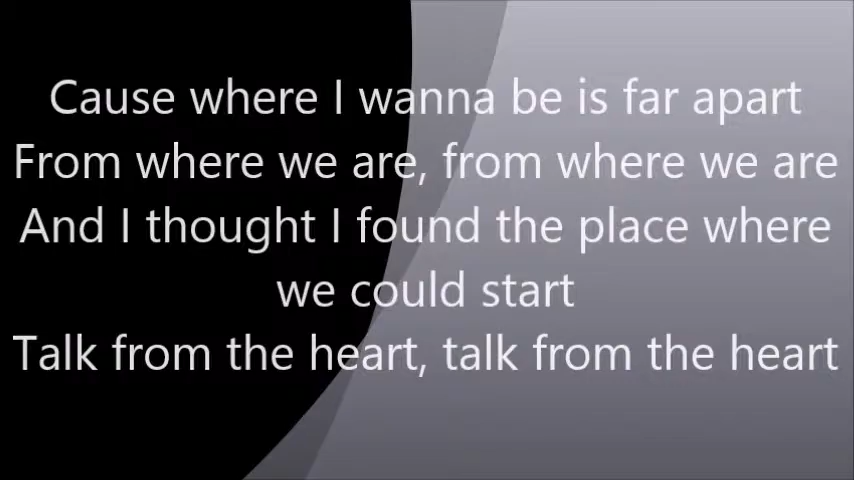 Cause where I wanna be is far apart
From where we are, from where we are
And I thought I found the place where
we could start
Talk from the heart, talk from the heart